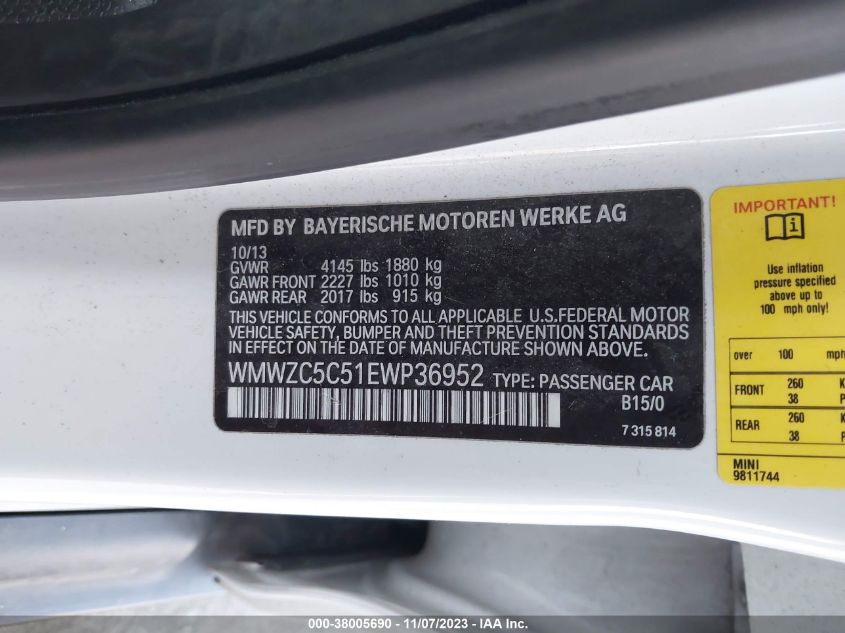 MFD BY BAYERISCHE MOTOREN WERKE AG
10/13
GVWR 4145 lbs 1880 kg
GAWR FRONT 2227 lbs 1010 kg
GAWR REAR 2017 lbs 915 kg
THIS VEHICLE CONFORMS TO ALL APPLICABLE U.S.FEDERAL MOTOR
VEHICLE SAFETY, BUMPER AND THEFT PREVENTION STANDARDS
IN EFFECT ON THE DATE OF MANUFACTURE SHOWN ABOVE.
WMWZC5C51EWP36952 TYPE: PASSENGER CAR
B15/0
7 315 814
IMPORTANT!
i
Use inflation
pressure specified
above up to
100 mph only!
over 100 mph
FRONT 260 K
38 P
REAR 260 K
38 P
MINI
9811744
000-38005690 - 11/07/2023 - IAA Inc.